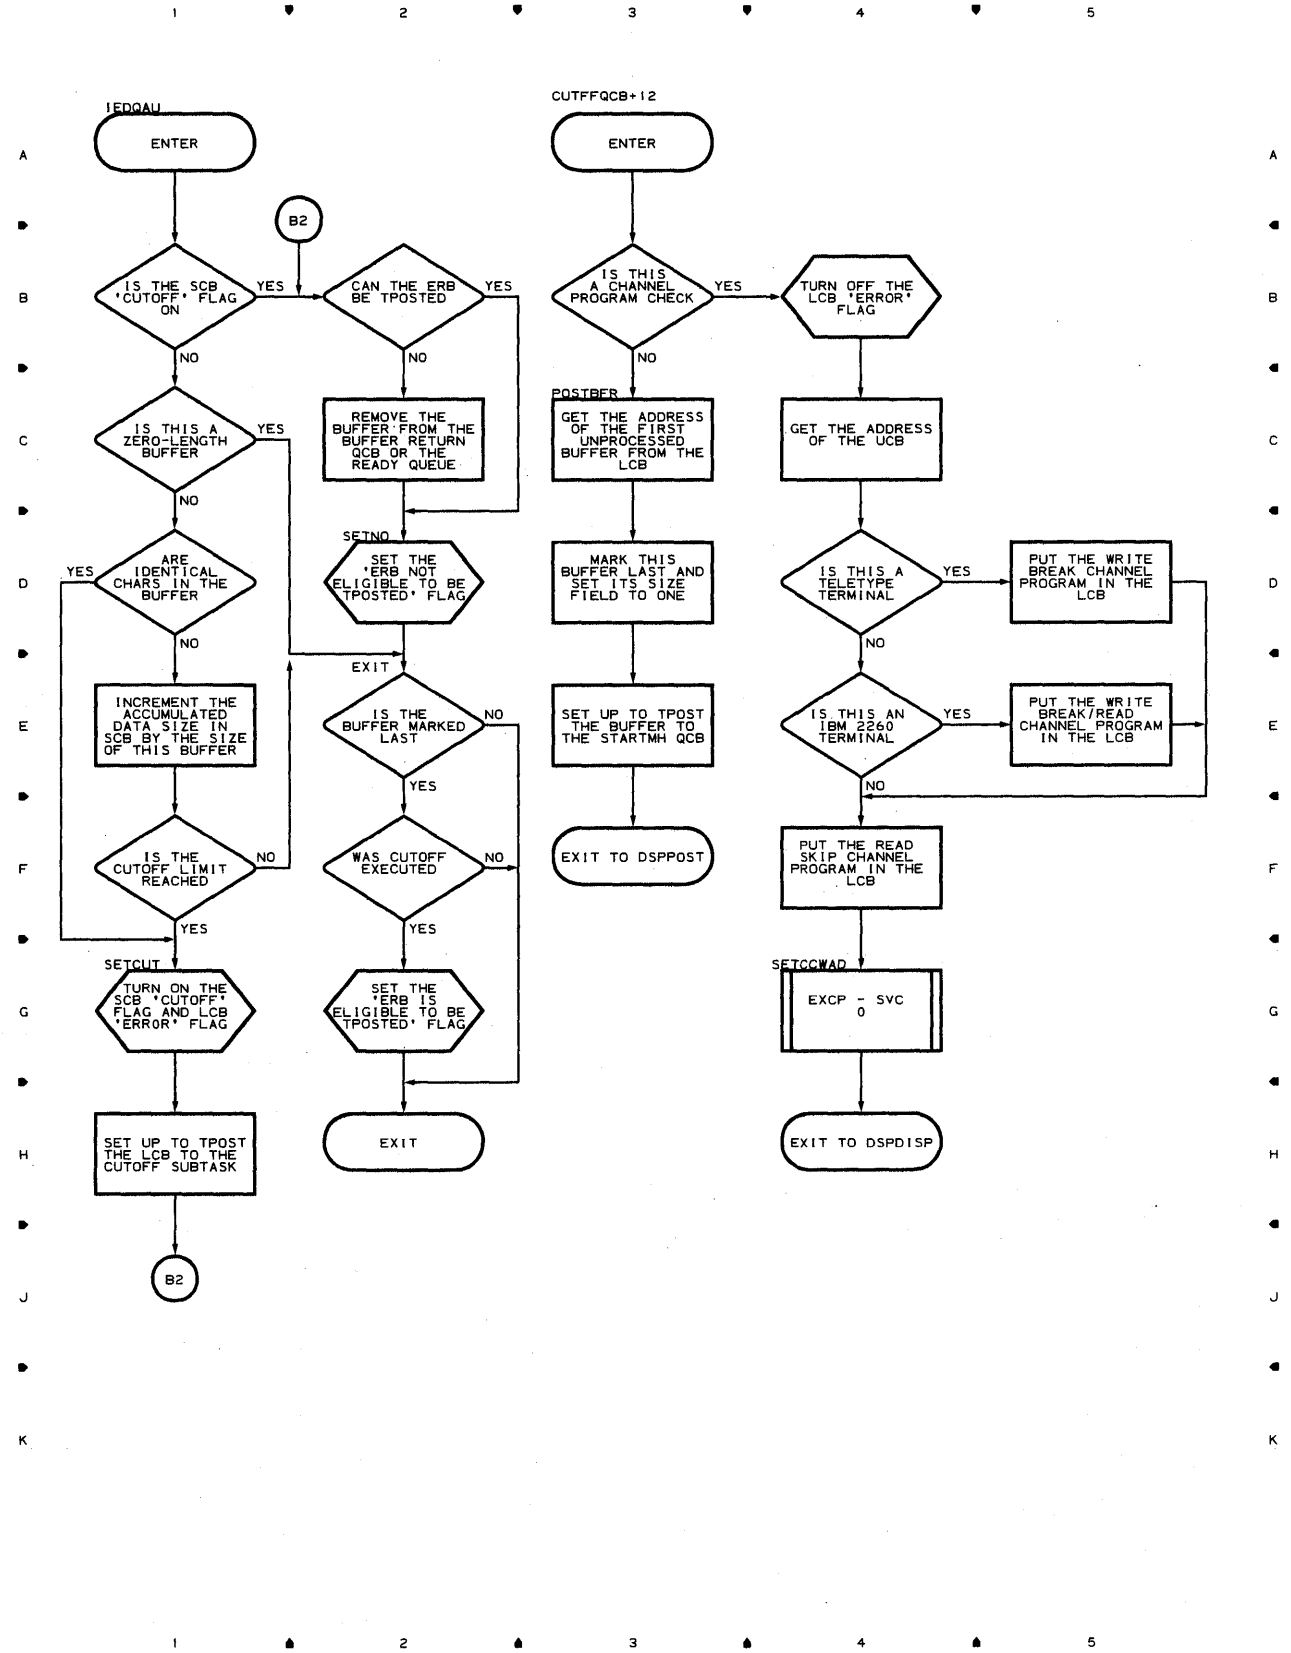 1 2 3 4 5
IEDQAU
ENTER
CUTFFQCB+12
ENTER
A A
B2
IS THE SCB
'CUTOFF' FLAG
ON
YES
NO
CAN THE ERB
BE TPOSTED
YES
NO
IS THIS
A CHANNEL
PROGRAM CHECK
YES
NO
TURN OFF THE
LCB 'ERROR'
FLAG
B B
IS THIS A
ZERO-LENGTH
BUFFER
YES
NO
REMOVE THE
BUFFER FROM THE
BUFFER RETURN
QCB OR THE
READY QUEUE
POSTBFR
GET THE ADDRESS
OF THE FIRST
UNPROCESSED
BUFFER FROM THE
LCB
GET THE ADDRESS
OF THE UCB
C C
ARE
IDENTICAL
CHARS IN THE
BUFFER
YES
NO
SETNO
SET THE
'ERB NOT
ELIGIBLE TO BE
TPOSTED' FLAG
MARK THIS
BUFFER LAST AND
SET ITS SIZE
FIELD TO ONE
IS THIS A
TELETYPE
TERMINAL
YES
NO
PUT THE WRITE
BREAK CHANNEL
PROGRAM IN THE
LCB
D D
INCREMENT THE
ACCUMULATED
DATA SIZE IN
SCB BY THE SIZE
OF THIS BUFFER
EXIT
IS THE
BUFFER MARKED
LAST
NO
YES
SET UP TO TPOST
THE BUFFER TO
THE STARTMH QCB
IS THIS AN
IBM 2260
TERMINAL
YES
NO
PUT THE WRITE
BREAK/READ
CHANNEL PROGRAM
IN THE LCB
E E
IS THE
CUTOFF LIMIT
REACHED
NO
YES
WAS CUTOFF
EXECUTED
NO
YES
EXIT TO DSPPOST
PUT THE READ
SKIP CHANNEL
PROGRAM IN THE
LCB
F F
SETCUT
TURN ON THE
SCB 'CUTOFF'
FLAG AND LCB
'ERROR' FLAG
SET THE
'ERB IS
ELIGIBLE TO BE
TPOSTED' FLAG
SETCCWAD
EXCP - SVC
0
G G
SET UP TO TPOST
THE LCB TO THE
CUTOFF SUBTASK
EXIT
EXIT TO DSPDISP
H H
B2
J J
K K
1 2 3 4 5